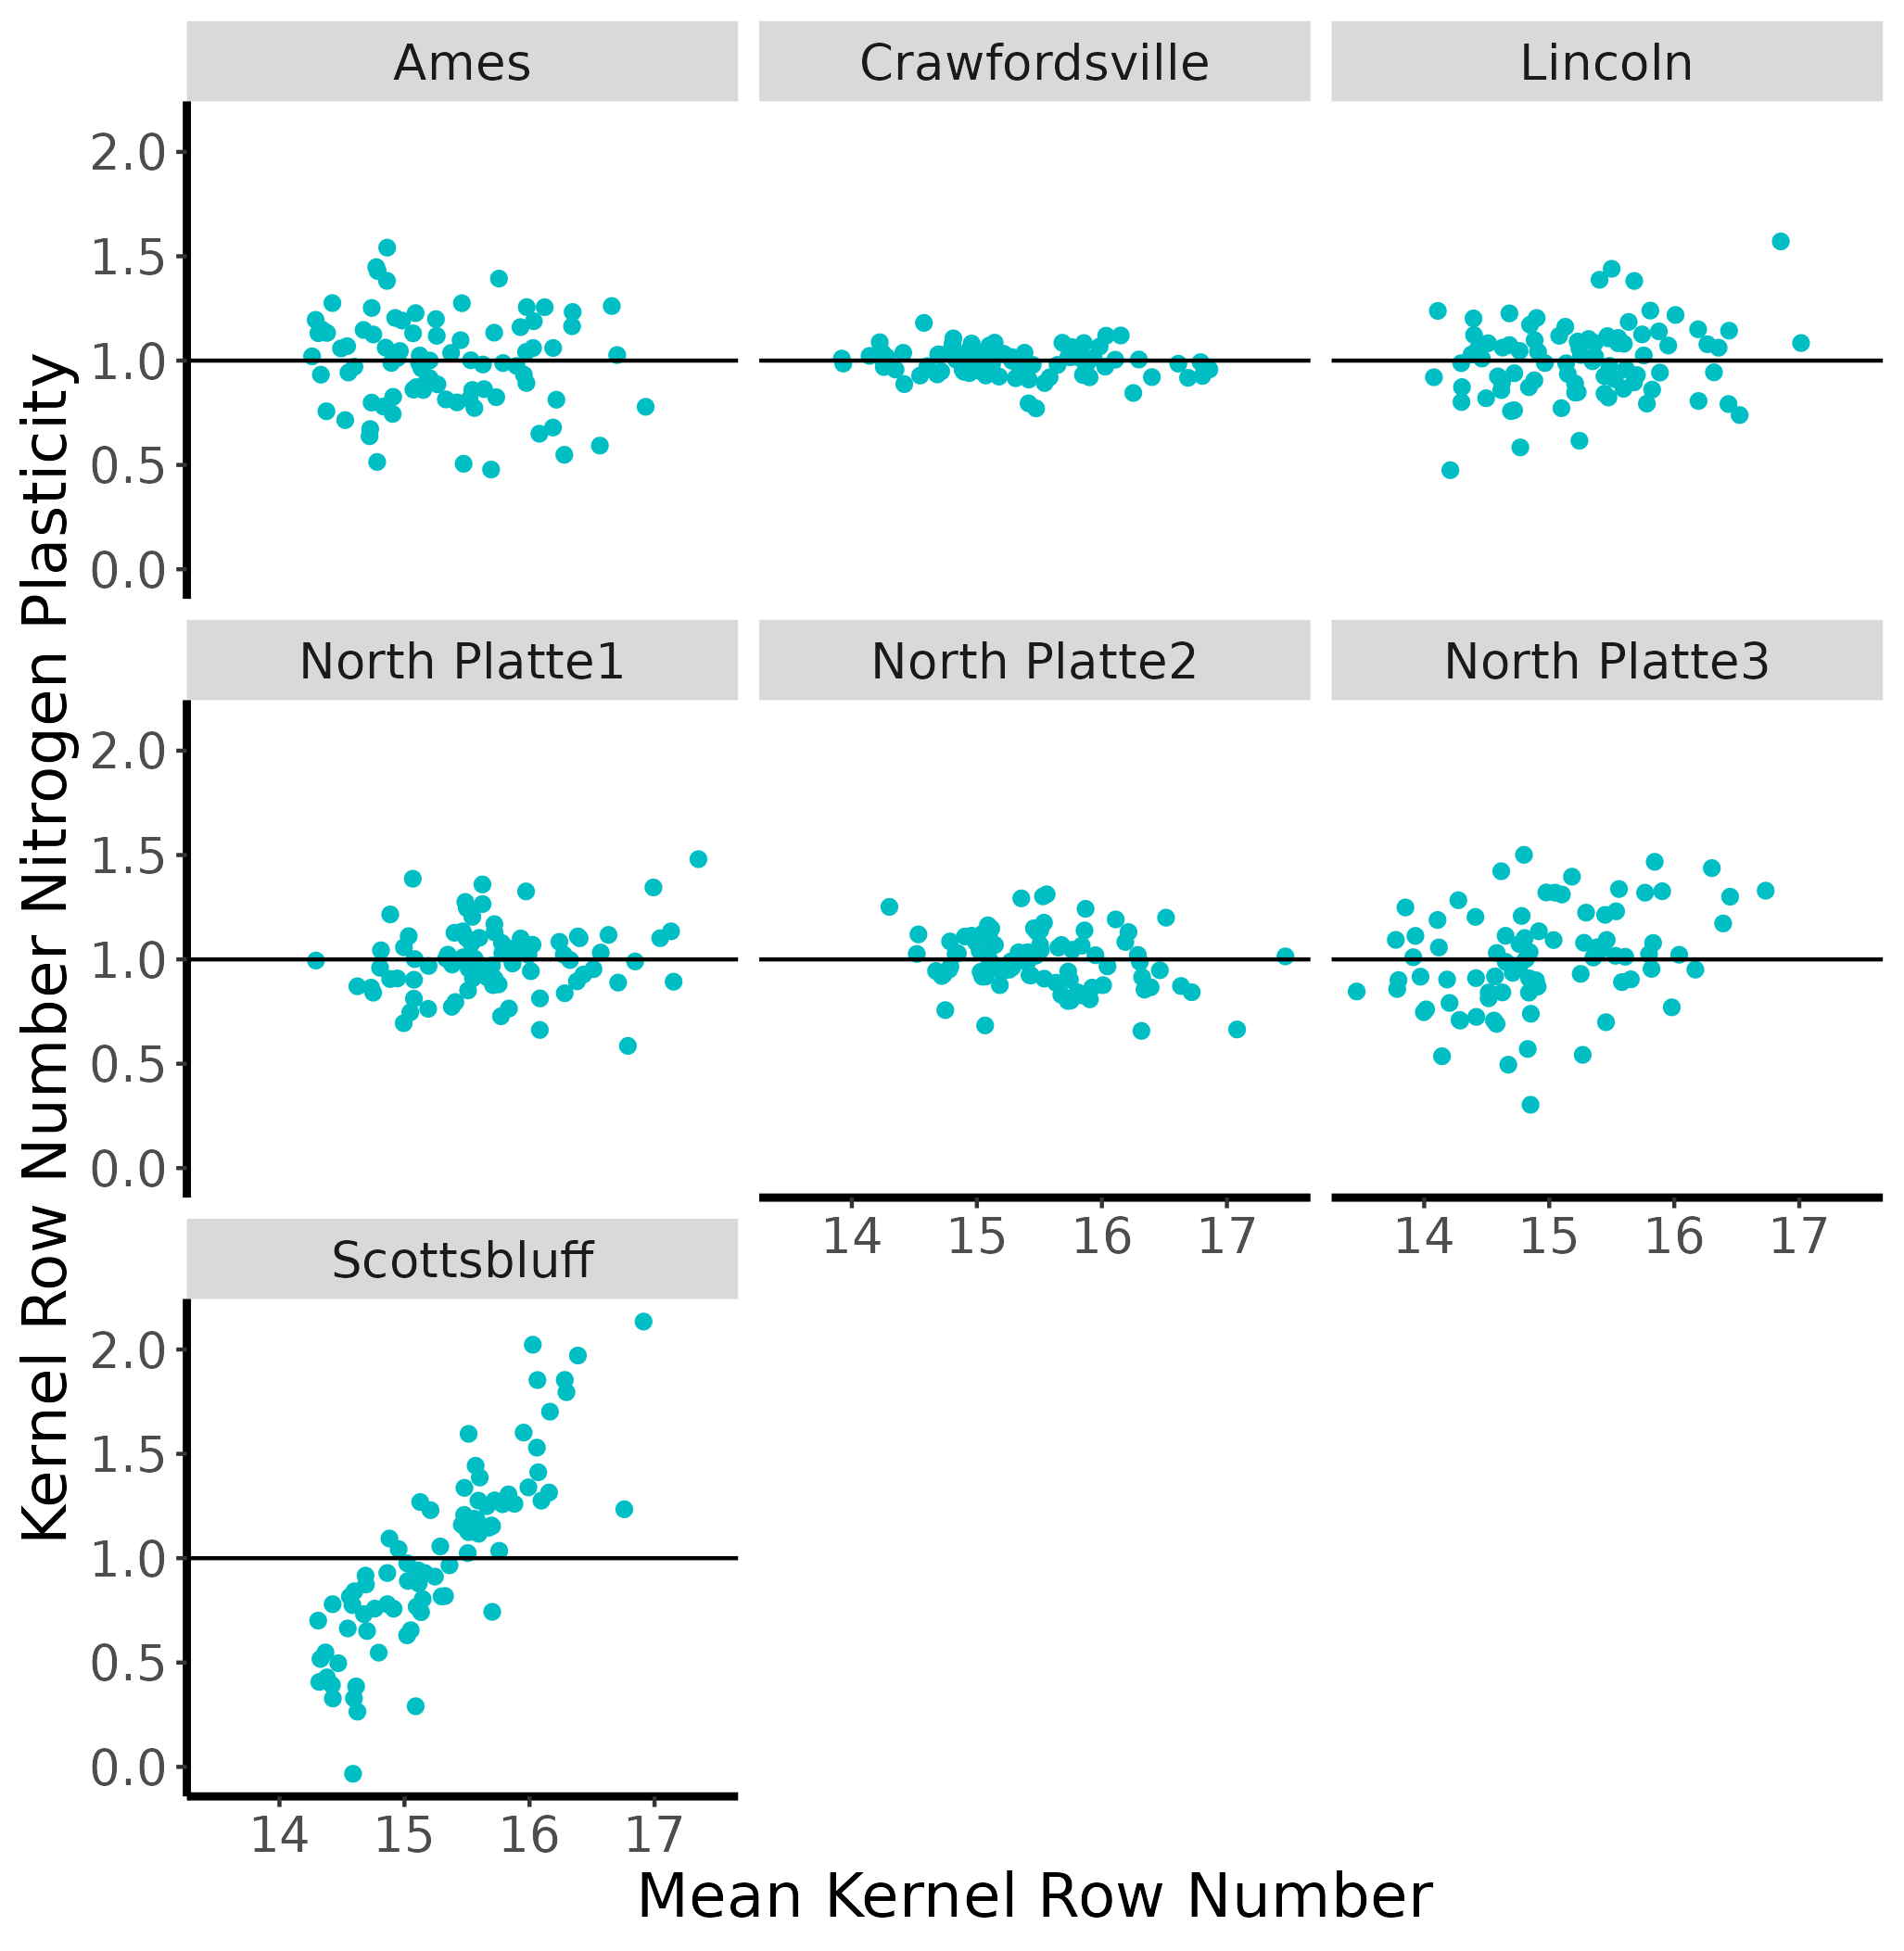 Ames
Crawfordsville
Lincoln
2.0
1.5
1.0
0.5
0.0
Kernel Row Number Nitrogen Plasticity
North Platte1
North Platte2
North Platte3
2.0
1.5
1.0
0.5
0.0
14 15 16 17
14 15 16 17
Scottsbluff
2.0
1.5
1.0
0.5
0.0
14 15 16 17
Mean Kernel Row Number